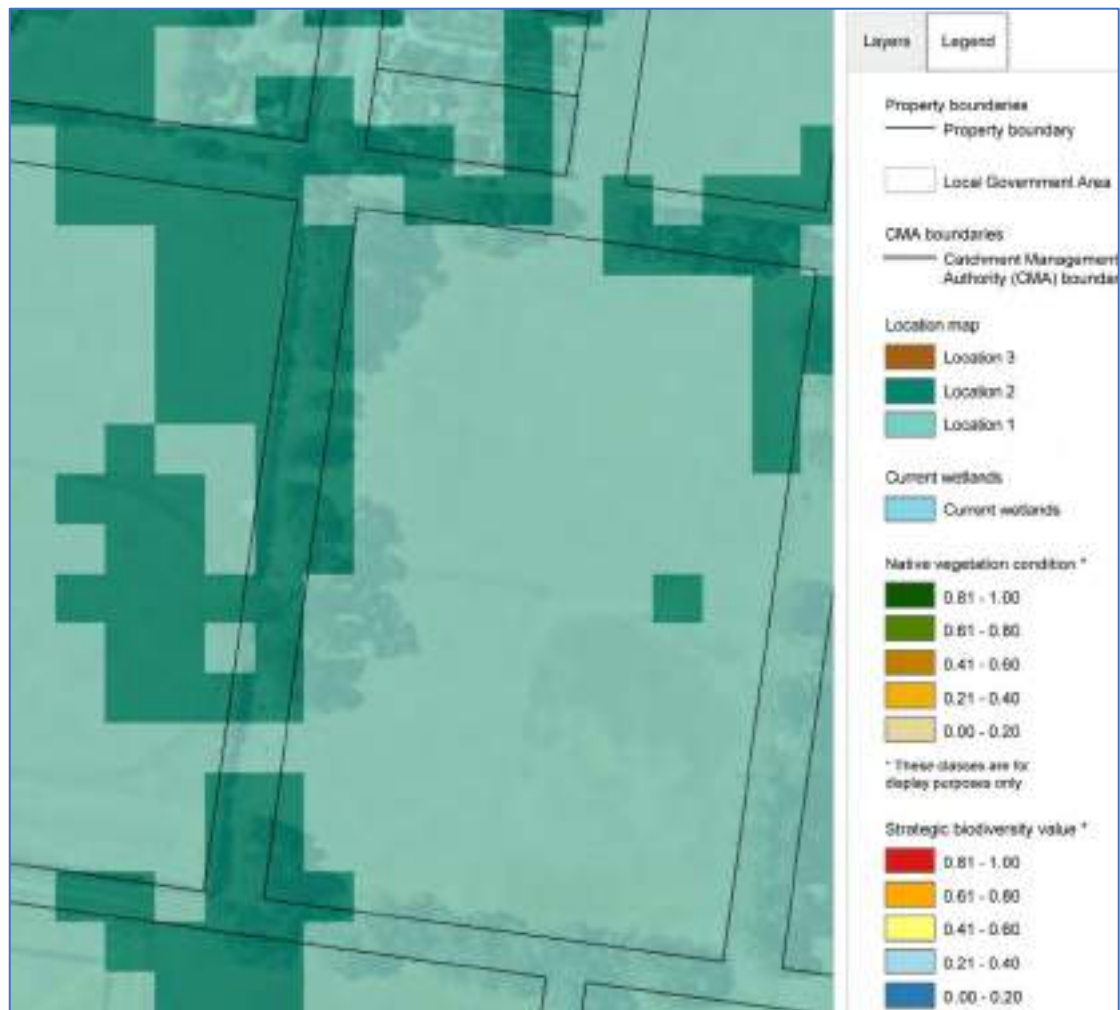 Layers
Legend
Property boundaries
Property boundary
Local Government Area
CMA boundaries
Catchment Management
Authority (CMA) boundar
Location map
Location 3
Location 2
Location 1
Current wetlands
Current wetlands
Native vegetation condition *
0.81 - 1.00
0.61 - 0.80
0.41 - 0.60
0.21 - 0.40
0.00 - 0.20
* These classes are for
display purposes only
Strategic biodiversity value *
0.81 - 1.00
0.61 - 0.80
0.41 - 0.60
0.21 - 0.40
0.00 - 0.20